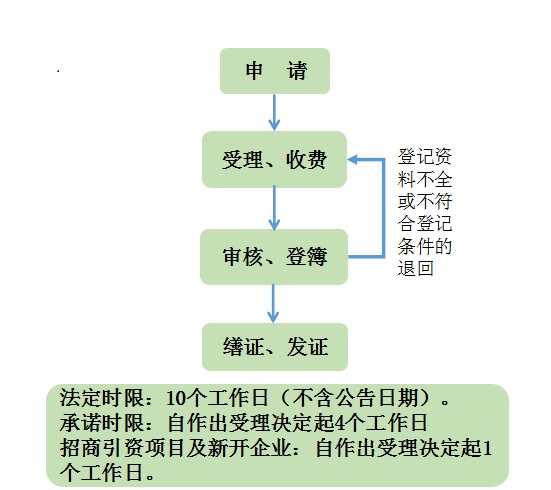 申 请
受理、收费
登记资
料不全
或不符
合登记
条件的
退回
审核、登簿
缮证、发证
法定时限：10个工作日（不含公告日期）。
承诺时限：自作出受理决定起4个工作日
招商引资项目及新开企业：自作出受理决定起1
个工作日。